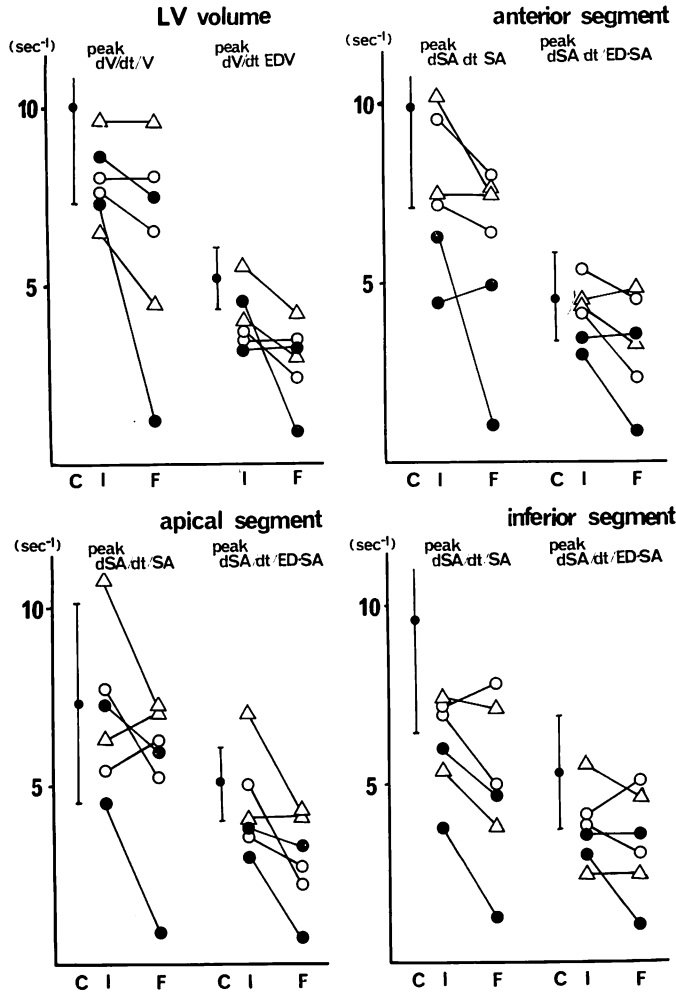 LV volume
(sec⁻¹)
peak
dV/dt/V
peak
dV/dt EDV
10
5
C I F
I F
anterior segment
(sec⁻¹)
peak
dSA dt SA
peak
dSA dt/ED-SA
10
5
C I F
C I F
apical segment
(sec⁻¹)
peak
dSA/dt/SA
peak
dSA/dt/ED-SA
10
5
C I F
C I F
inferior segment
(sec⁻¹)
peak
dSA/dt/SA
peak
dSA/dt/ED-SA
10
5
C I F
C I F